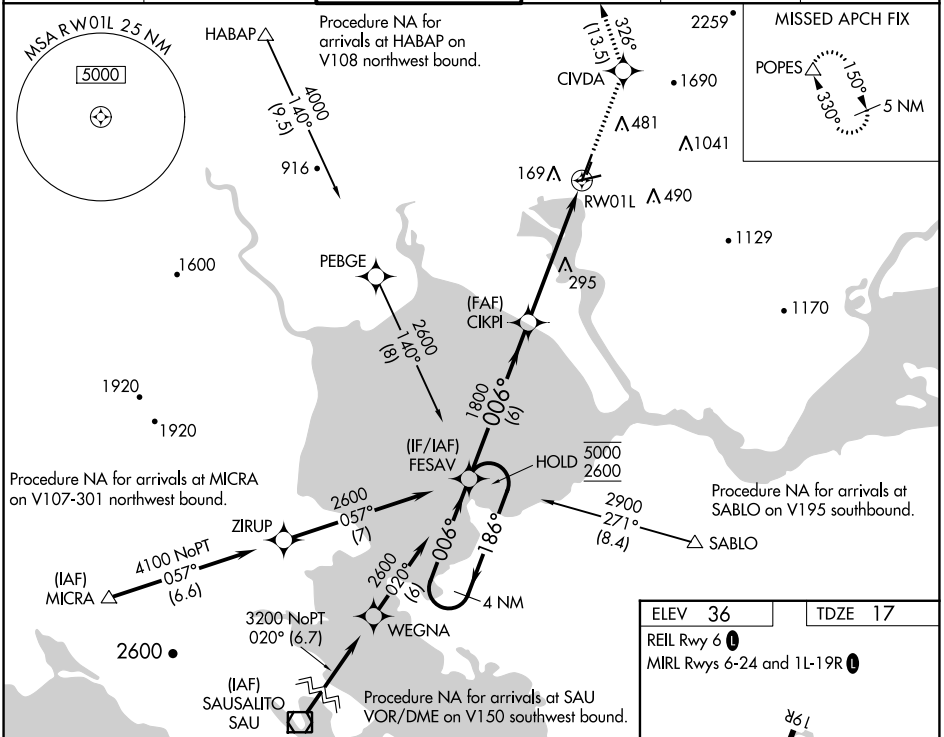 MSA RW01L 25 NM
5000
HABAP
4000
140°
(9.5)
916
Procedure NA for
arrivals at HABAP on
V108 northwest bound.
326°
(13.5)
CIVDA
2259
1690
481
1041
169
RW01L
490
MISSED APCH FIX
POPES
150°
330°
5 NM
1129
1600
PEBGE
295
(FAF)
CIKPI
1170
2600
140°
(8)
1920
1920
1800
006°
(6)
(IF/IAF)
FESAV
HOLD
5000
2600
Procedure NA for arrivals at MICRA
on V107-301 northwest bound.
Procedure NA for arrivals at
SABLO on V195 southbound.
2600
057°
(7)
ZIRUP
2900
271°
(8.4)
SABLO
4100 NoPT
057°
(6.6)
(IAF)
MICRA
006°
186°
4 NM
2600
020°
(6)
WEGNA
3200 NoPT
020° (6.7)
2600
(IAF)
SAUSALITO
SAU
Procedure NA for arrivals at SAU
VOR/DME on V150 southwest bound.
ELEV 36
TDZE 17
REIL Rwy 6 L
MIRL Rwys 6-24 and 1L-19R L
19R